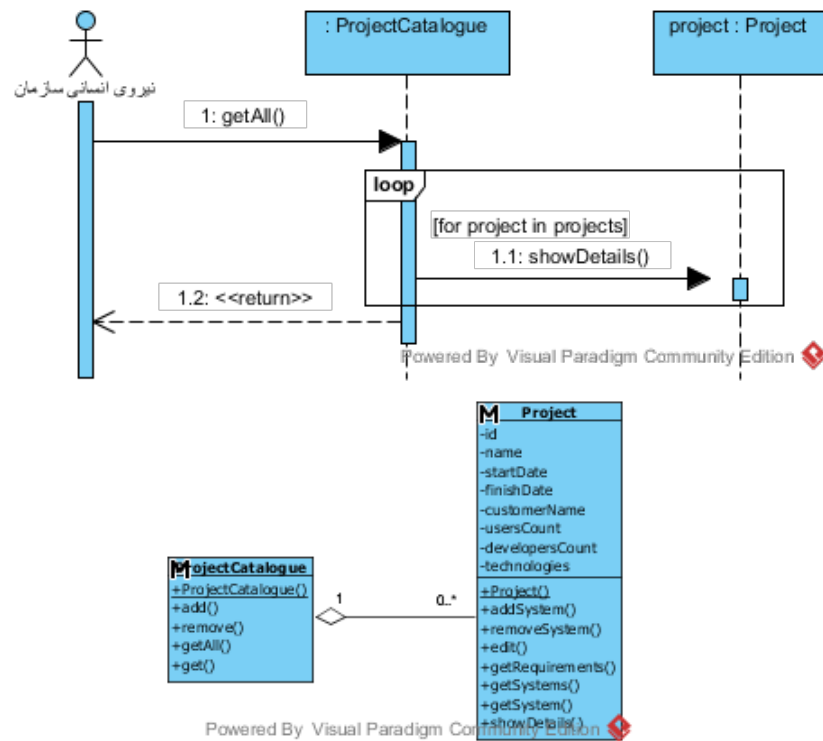 : ProjectCatalogue
project : Project
نیروی انسانی سازمان
1: getAll()
loop
[for project in projects]
1.1: showDetails()
1.2: <<return>>
Powered By Visual Paradigm Community Edition
Project
-id
-name
-startDate
-finishDate
-customerName
-usersCount
-developersCount
-technologies
+Project()
+addSystem()
+removeSystem()
+edit()
+getRequirements()
+getSystems()
+getSystem()
+showDetails()
ProjectCatalogue
+ProjectCatalogue()
+add()
+remove()
+getAll()
+get()
1
0..*
Powered By Visual Paradigm Community Edition